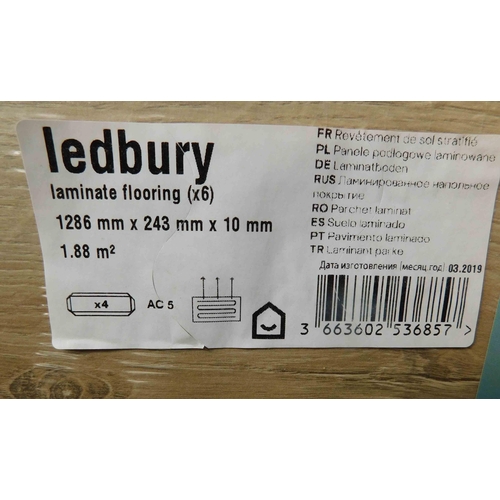 ledbury
laminate flooring (x6)
1286 mm x 243 mm x 10 mm
1.88 m²
x4
AC 5
FR Revêtement de sol stratifié
PL Panele podłogowe laminowane
DE Laminatboden
RUS Ламинированное напольное
покрытие
RO Parchet laminat
ES Suelo laminado
PT Pavimento laminado
TR Laminant parke
Дата изготовления (месяц, год) 03.2019
3 663602 536857 >